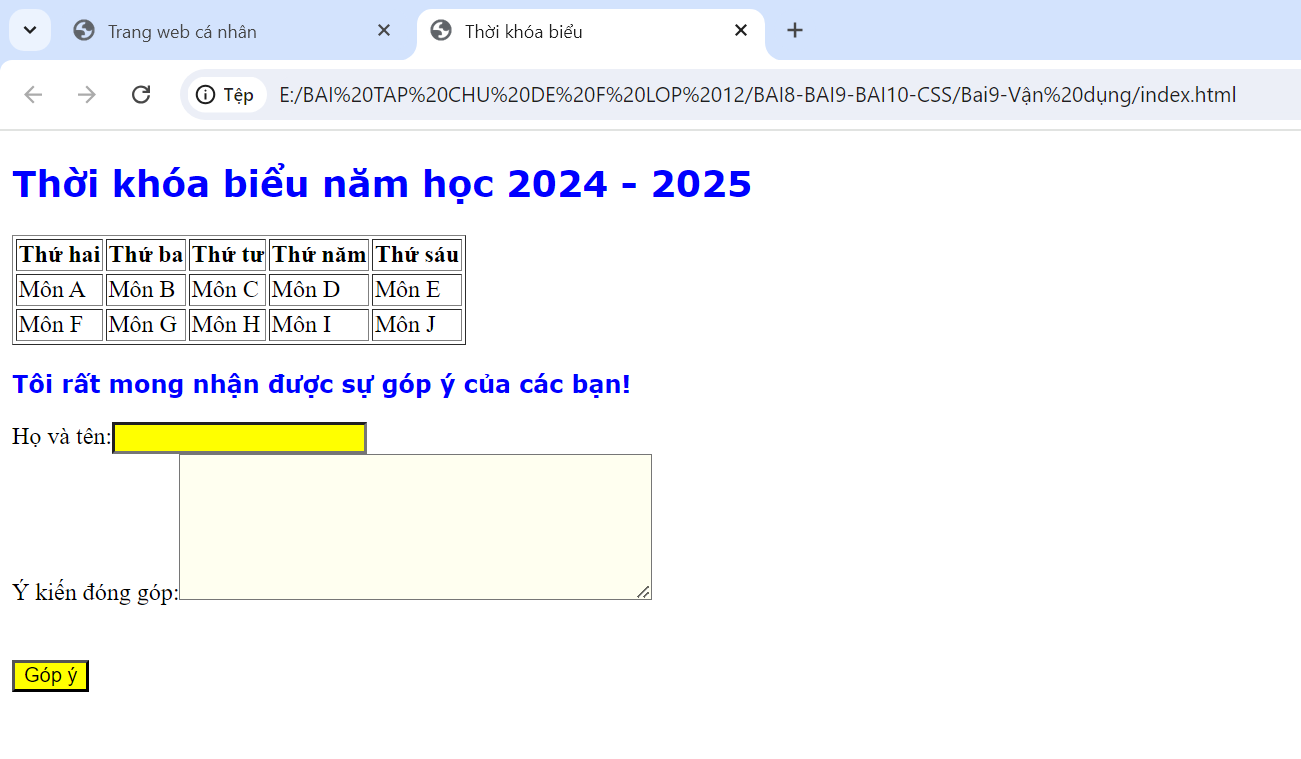 Trang web cá nhân
Thời khóa biểu
Tệp
E:/BAI%20TAP%20CHU%20DE%20F%20LOP%2012/BAI8-BAI9-BAI10-CSS/Bai9-Vận%20dụng/index.html
Thời khóa biểu năm học 2024 - 2025
Thứ hai Thứ ba Thứ tư Thứ năm Thứ sáu
Môn A Môn B Môn C Môn D Môn E
Môn F Môn G Môn H Môn I Môn J
Tôi rất mong nhận được sự góp ý của các bạn!
Họ và tên:
Ý kiến đóng góp:
Góp ý